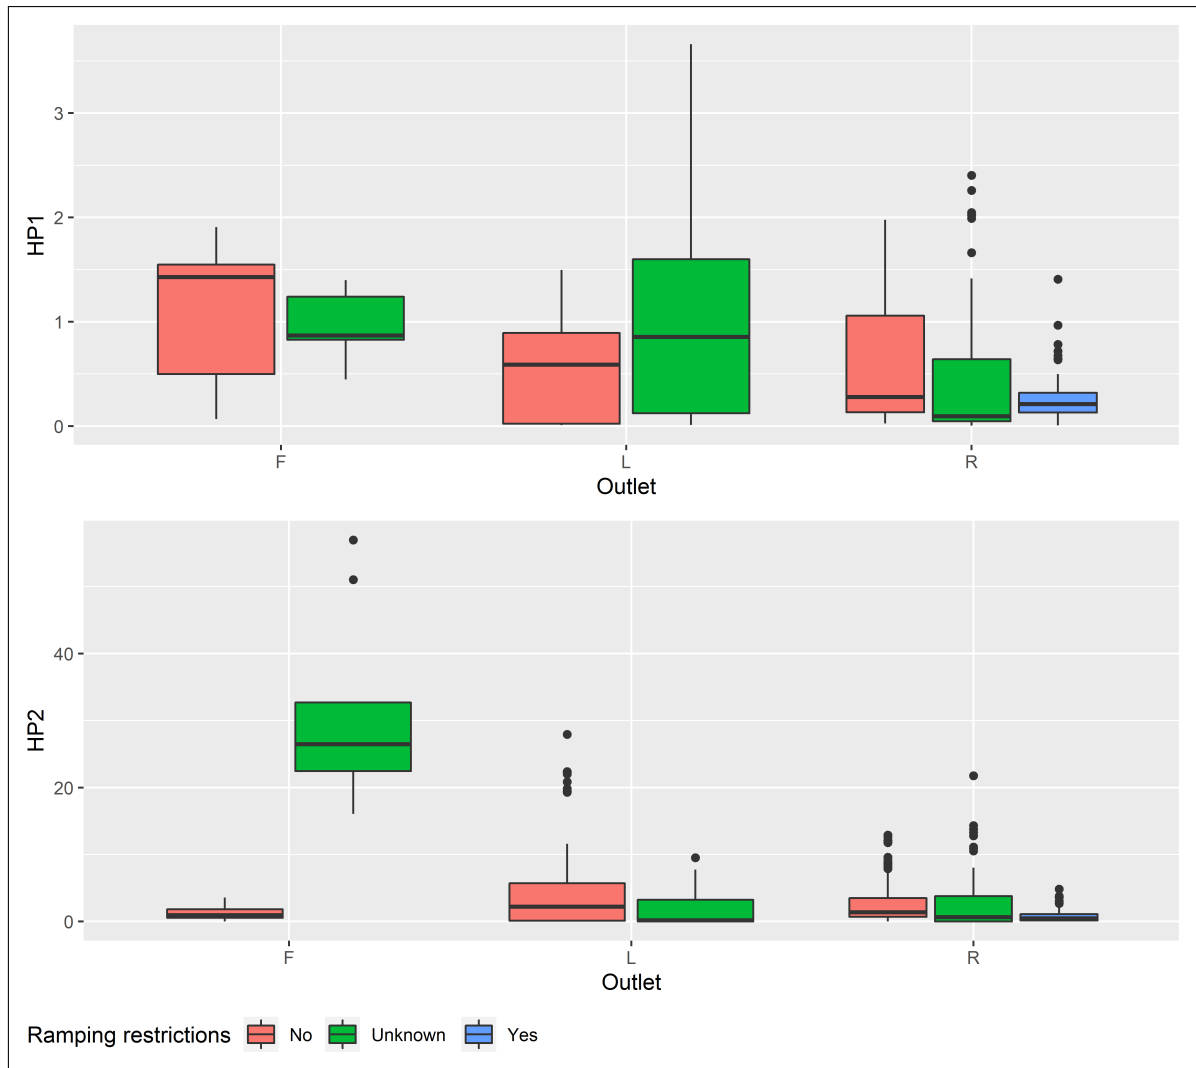 HP1
3
2
1
0
F L R
Outlet
HP2
40
20
0
F L R
Outlet
Ramping restrictions No Unknown Yes